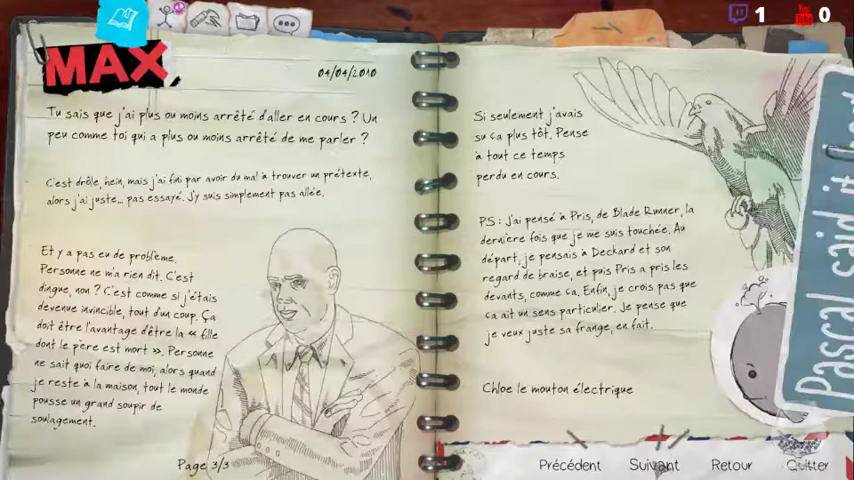 1
0
MAX
04/04/2010
Tu sais que j'ai plus ou moins arrêté d'aller en cours ? Un
peu comme toi qui a plus ou moins arrêté de me parler ?
C'est drôle, hein, mais j'ai fini par avoir du mal à trouver un prétexte,
alors j'ai juste... pas essayé. J'y suis simplement pas allée.
Et y a pas eu de problème.
Personne ne m'a rien dit. C'est
dingue, non ? C'est comme si j'étais
devenue invincible, tout d'un coup. Ça
doit être l'avantage d'être la « fille
dont le père est mort ». Personne
ne sait quoi faire de moi, alors quand
je reste à la maison, tout le monde
pousse un grand soupir de
soulagement.
Page 3/3
Si seulement j'avais
su ça plus tôt. Pense
à tout ce temps
perdu en cours.
PS : J'ai pensé à Pris, de Blade Runner, la
dernière fois que je me suis touchée. Au
départ, je pensais à Deckard et son
regard de braise, et puis Pris a pris les
devants, comme ça. Enfin, je crois pas que
ça ait un sens particulier. Je pense que
je veux juste sa frange, en fait.
Chloe le mouton électrique
Pascal said it
Précédent
Suivant
Retour
Quitter